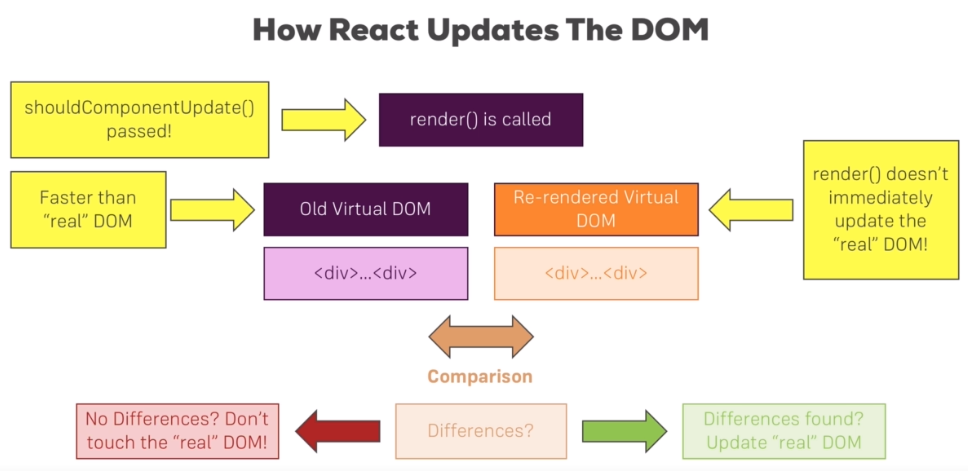 How React Updates The DOM
shouldComponentUpdate()
passed!
render() is called
Faster than
“real” DOM
Old Virtual DOM
Re-rendered Virtual
DOM
render() doesn’t
immediately
update the
“real” DOM!
<div>...<div>
<div>...<div>
Comparison
No Differences? Don’t
touch the “real” DOM!
Differences?
Differences found?
Update “real” DOM